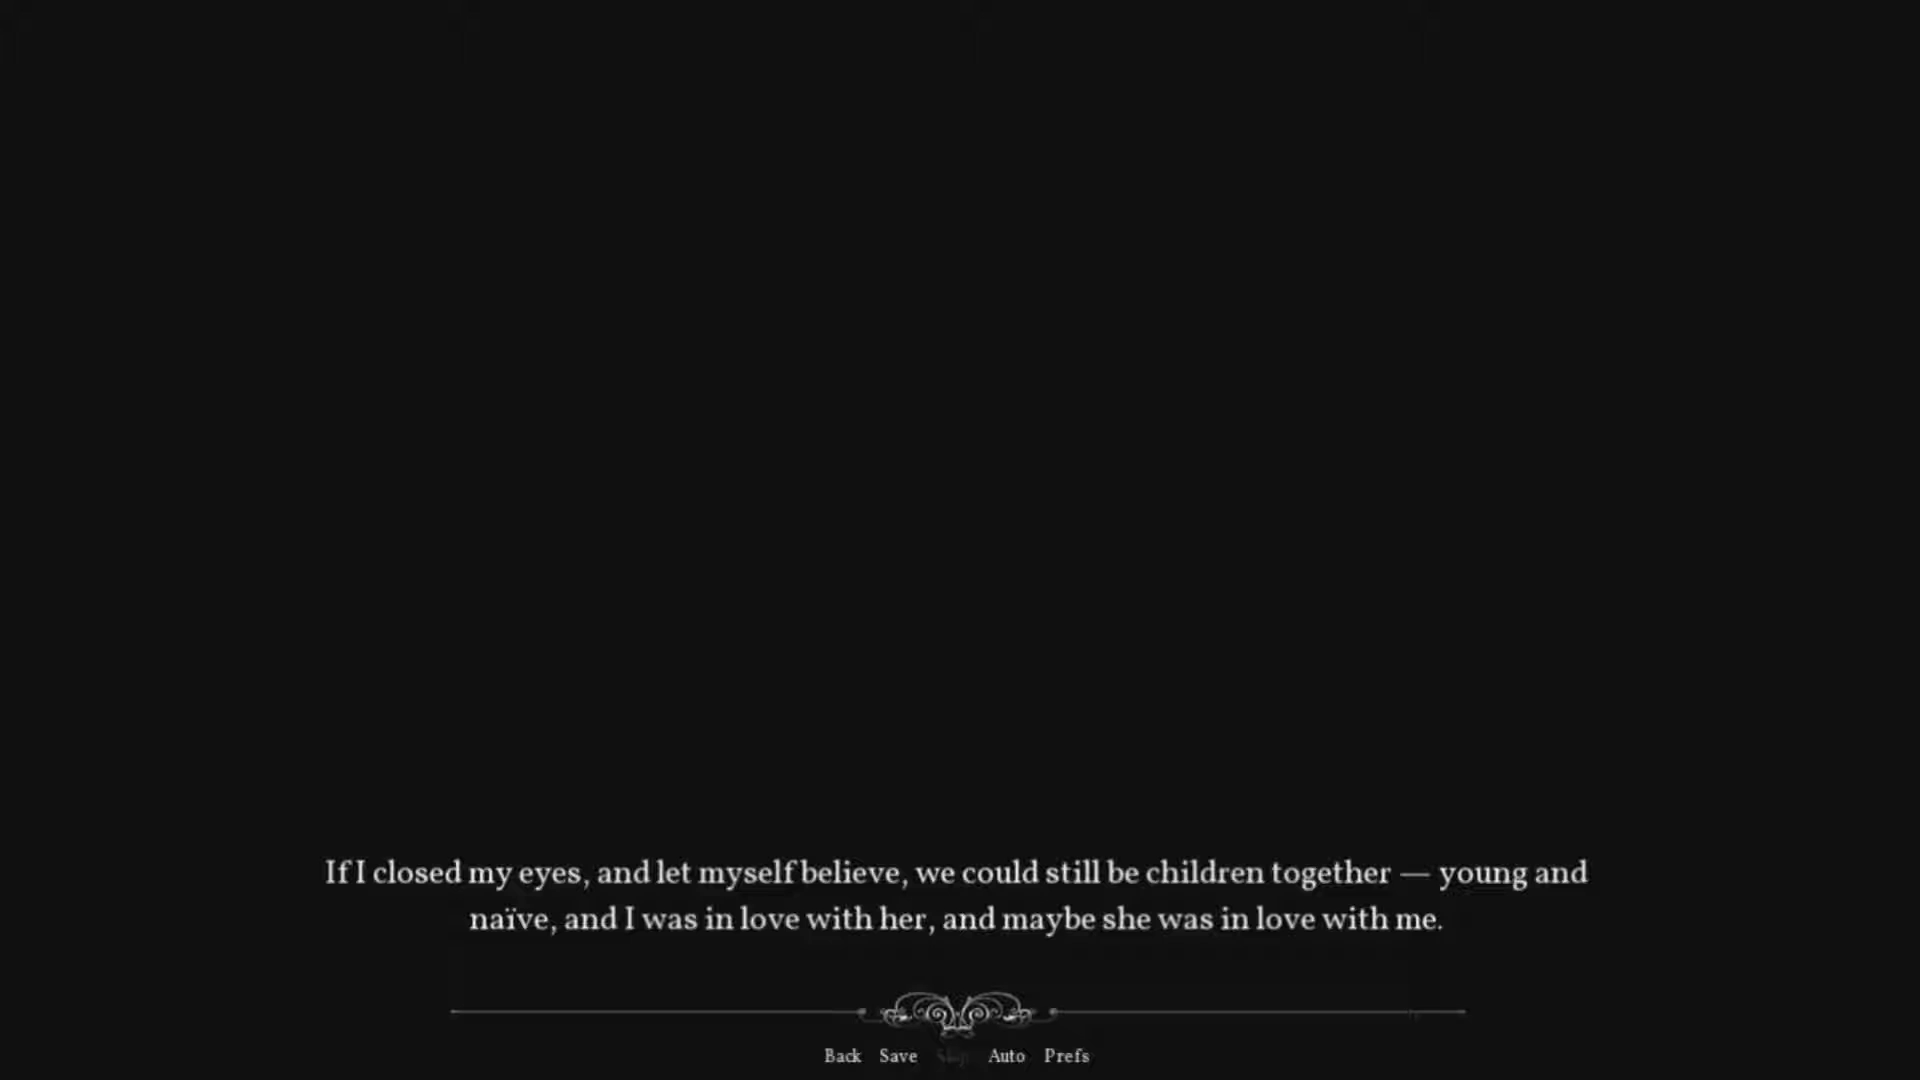 If I closed my eyes, and let myself believe, we could still be children together — young and
naïve, and I was in love with her, and maybe she was in love with me.
Back Save Skip Auto Prefs